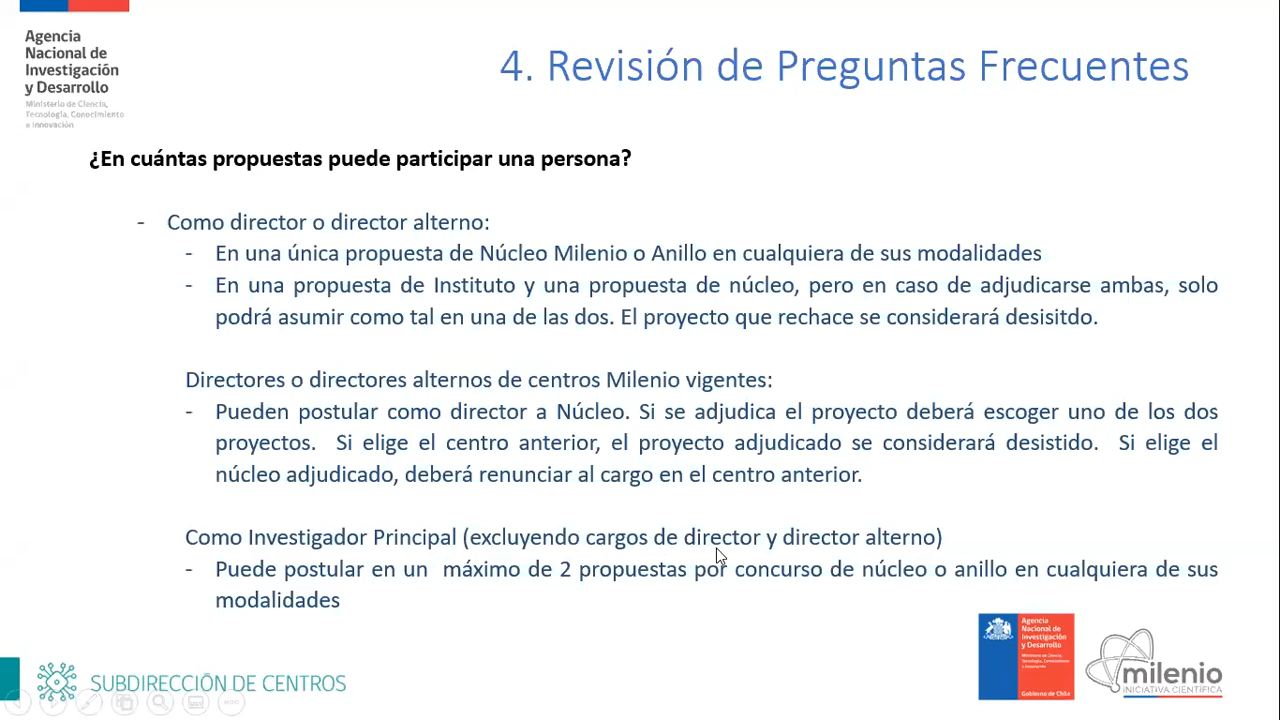 Agencia
Nacional de
Investigación
y Desarrollo
Ministerio de Ciencia,
Tecnología, Conocimiento
e Innovación
4. Revisión de Preguntas Frecuentes
¿En cuántas propuestas puede participar una persona?
- Como director o director alterno:
- En una única propuesta de Núcleo Milenio o Anillo en cualquiera de sus modalidades
- En una propuesta de Instituto y una propuesta de núcleo, pero en caso de adjudicarse ambas, solo
podrá asumir como tal en una de las dos. El proyecto que rechace se considerará desisitdo.
Directores o directores alternos de centros Milenio vigentes:
- Pueden postular como director a Núcleo. Si se adjudica el proyecto deberá escoger uno de los dos
proyectos. Si elige el centro anterior, el proyecto adjudicado se considerará desistido. Si elige el
núcleo adjudicado, deberá renunciar al cargo en el centro anterior.
Como Investigador Principal (excluyendo cargos de director y director alterno)
- Puede postular en un máximo de 2 propuestas por concurso de núcleo o anillo en cualquiera de sus
modalidades
Agencia
Nacional de
Investigación
y Desarrollo
Ministerio de Ciencia,
Tecnología, Conocimiento
e Innovación
Gobierno de Chile
milenio
INICIATIVA CIENTÍFICA
SUBDIRECCIÓN DE CENTROS